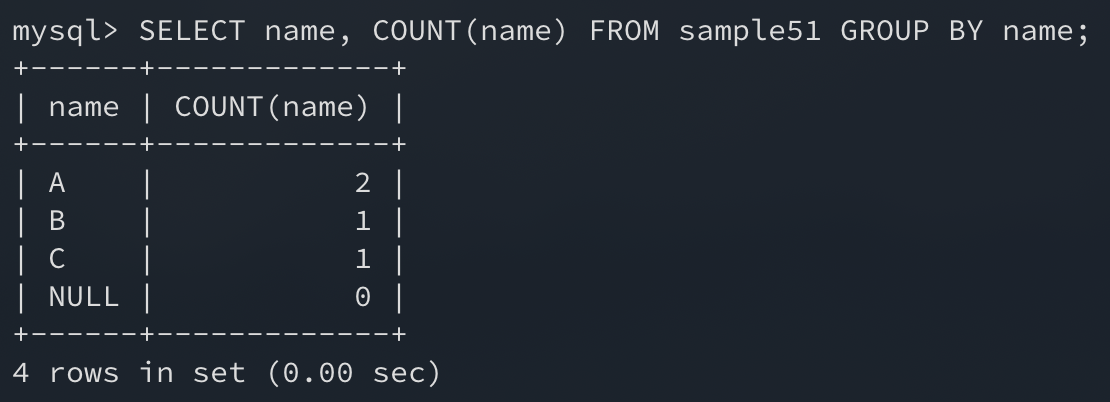 mysql> SELECT name, COUNT(name) FROM sample51 GROUP BY name;
+------+-------------+
| name | COUNT(name) |
+------+-------------+
| A    |           2 |
| B    |           1 |
| C    |           1 |
| NULL |           0 |
+------+-------------+
4 rows in set (0.00 sec)